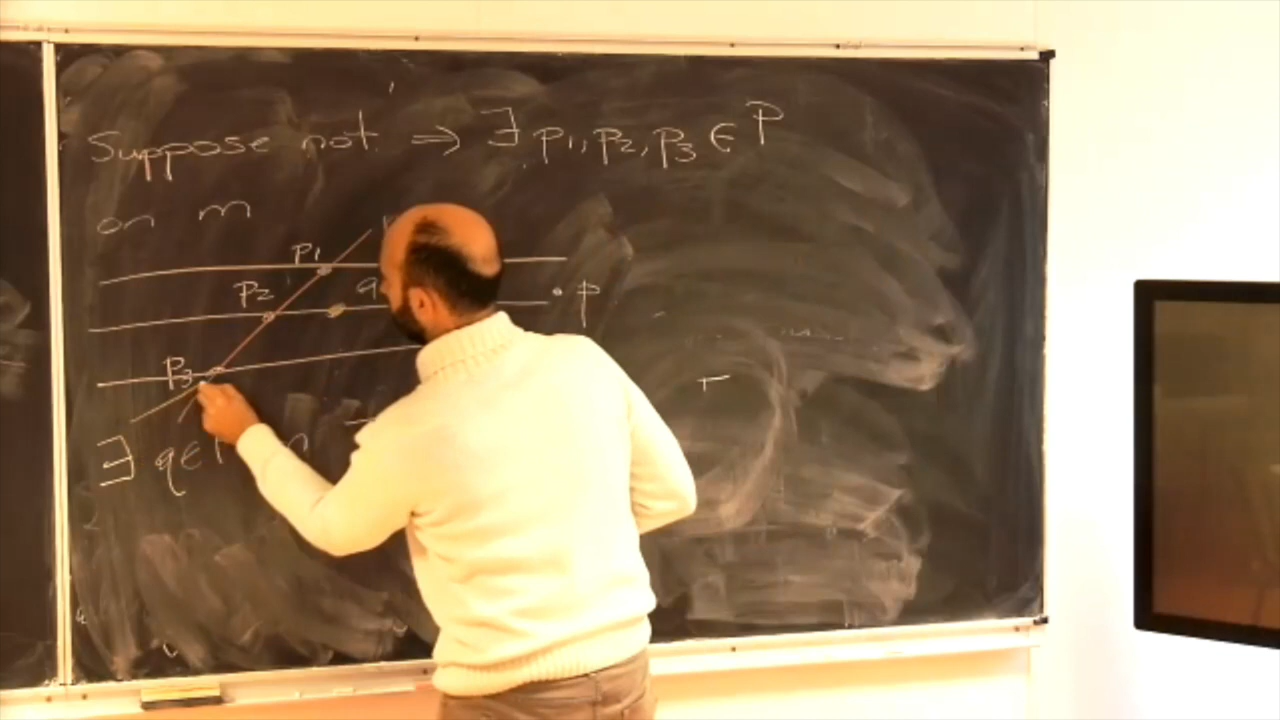 Suppose not. ⇒ ∃ p1, p2, p3 ∈ P
on m
p1
p2 q
p
p3
∃ q ∈